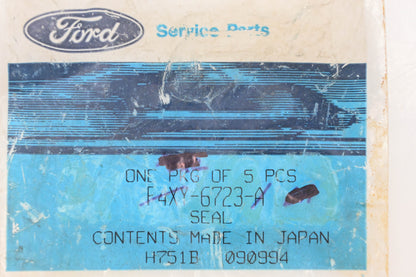 Ford
Service Parts
ONE PKG OF 5 PCS
F4XY-6723-A
SEAL
CONTENTS MADE IN JAPAN
H751B 090994